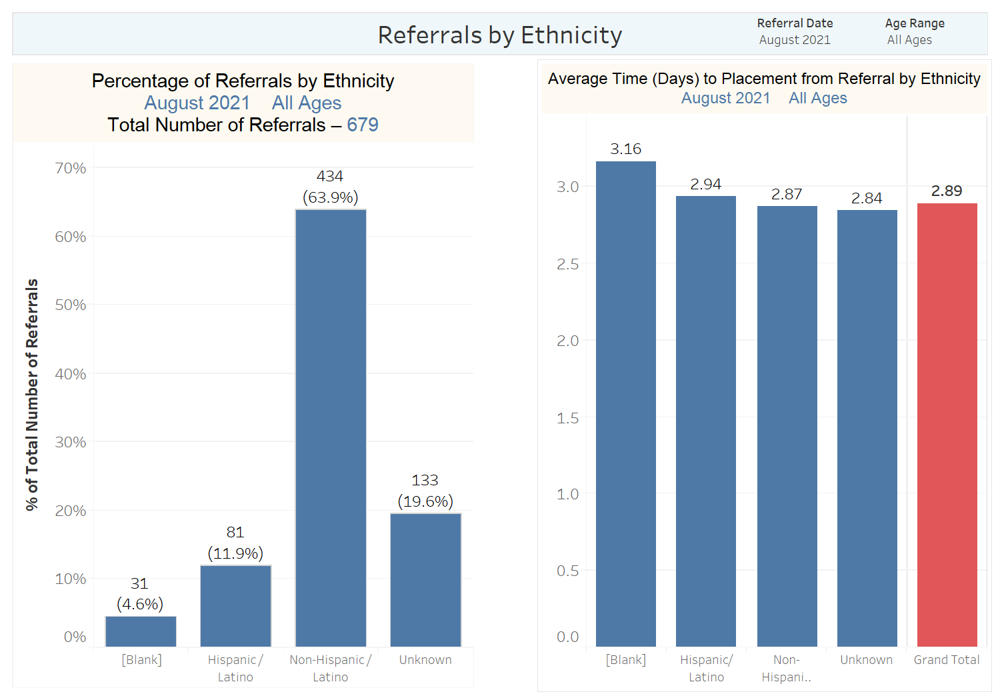 Referrals by Ethnicity
Referral Date
August 2021
Age Range
All Ages
Percentage of Referrals by Ethnicity
August 2021 All Ages
Total Number of Referrals – 679
% of Total Number of Referrals
70%
60%
50%
40%
30%
20%
10%
0%
31
(4.6%)
81
(11.9%)
434
(63.9%)
133
(19.6%)
[Blank]
Hispanic/
Latino
Non-Hispanic/
Latino
Unknown
Average Time (Days) to Placement from Referral by Ethnicity
August 2021 All Ages
3.0
2.5
2.0
1.5
1.0
0.5
0.0
3.16
2.94
2.87
2.84
2.89
[Blank]
Hispanic/
Latino
Non-
Hispani..
Unknown
Grand Total